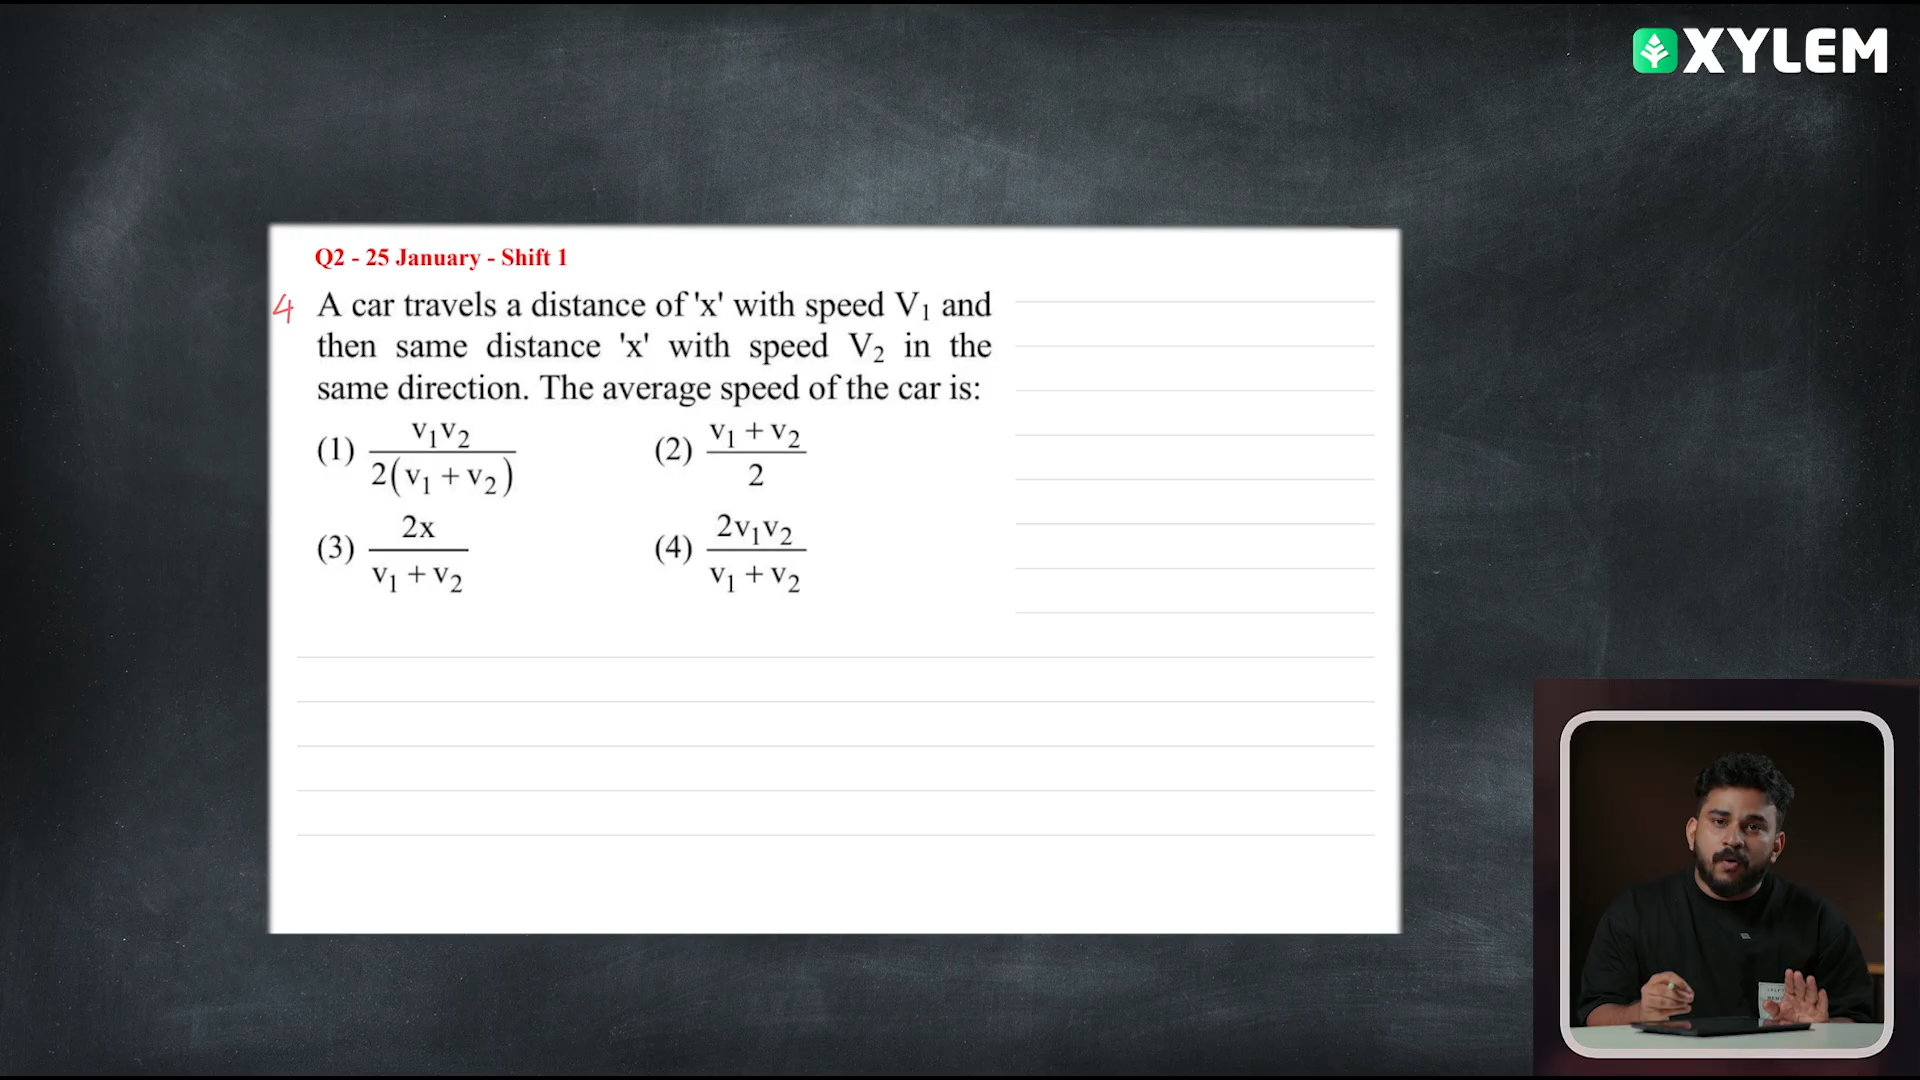 XYLEM
Q2 - 25 January - Shift 1
4 A car travels a distance of 'x' with speed V₁ and
then same distance 'x' with speed V₂ in the
same direction. The average speed of the car is:
(1) v₁v₂ / 2(v₁ + v₂) (2) v₁ + v₂ / 2
(3) 2x / v₁ + v₂ (4) 2v₁v₂ / v₁ + v₂